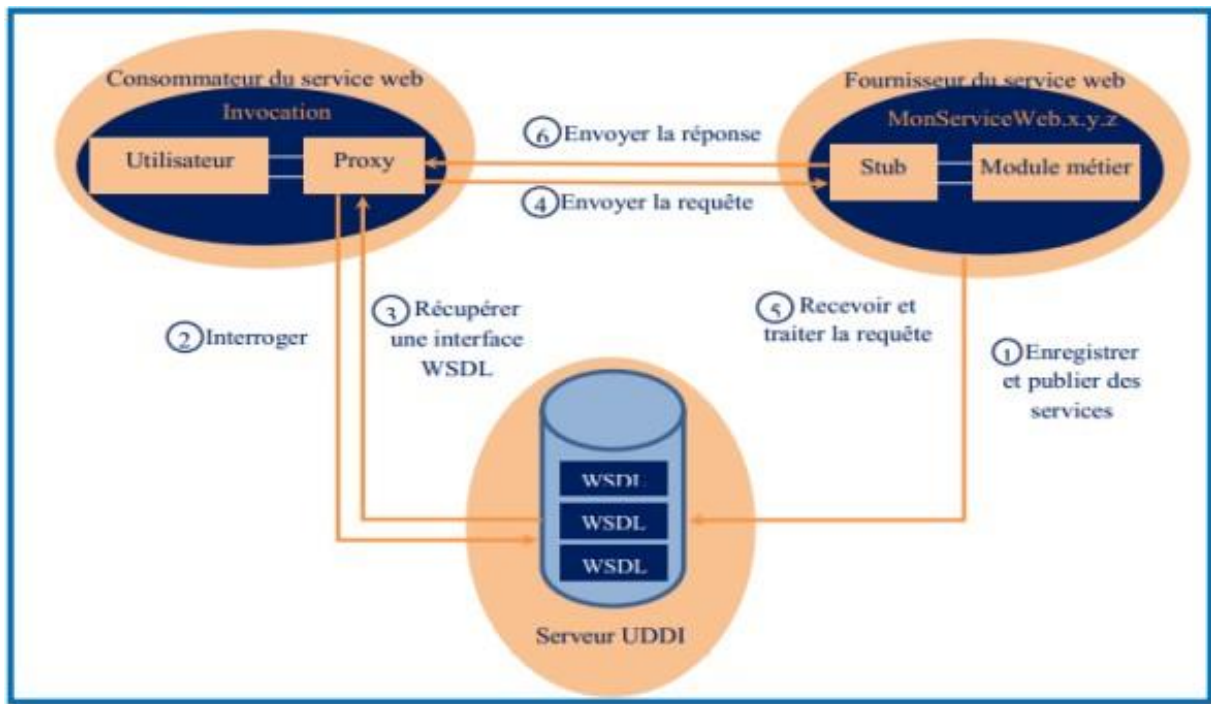 Consommateur du service web
Invocation
Utilisateur
Proxy
Fournisseur du service web
MonServiceWeb.x.y.z
Stub
Module métier
6 Envoyer la réponse
4 Envoyer la requête
2 Interroger
3 Récupérer
une interface
WSDL
5 Recevoir et
traiter la requête
1 Enregistrer
et publier des
services
WSDL
WSDL
WSDL
Serveur UDDI